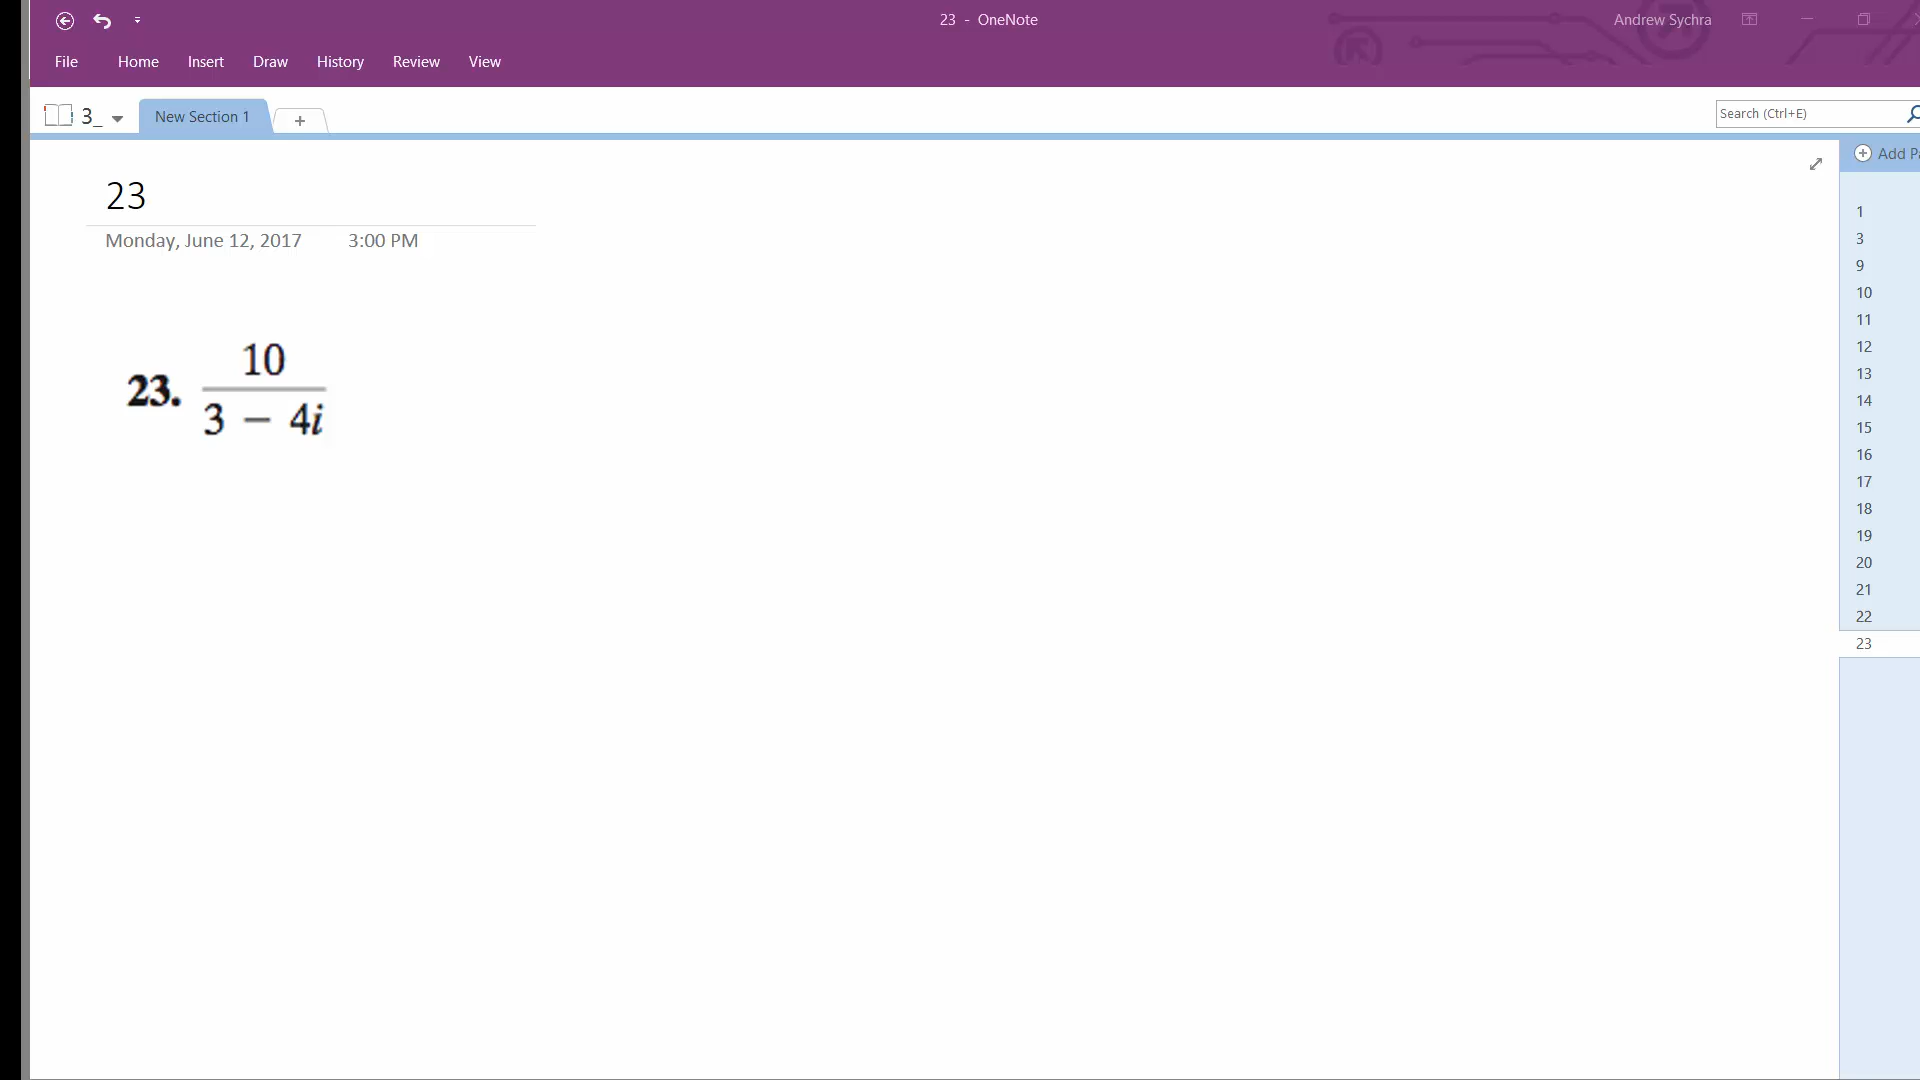 23 - OneNote
Andrew Sychra
File Home Insert Draw History Review View
3_
New Section 1
+
Search (Ctrl+E)
Add
23
Monday, June 12, 2017 3:00 PM
23. 10
3 − 4i
1
3
9
10
11
12
13
14
15
16
17
18
19
20
21
22
23